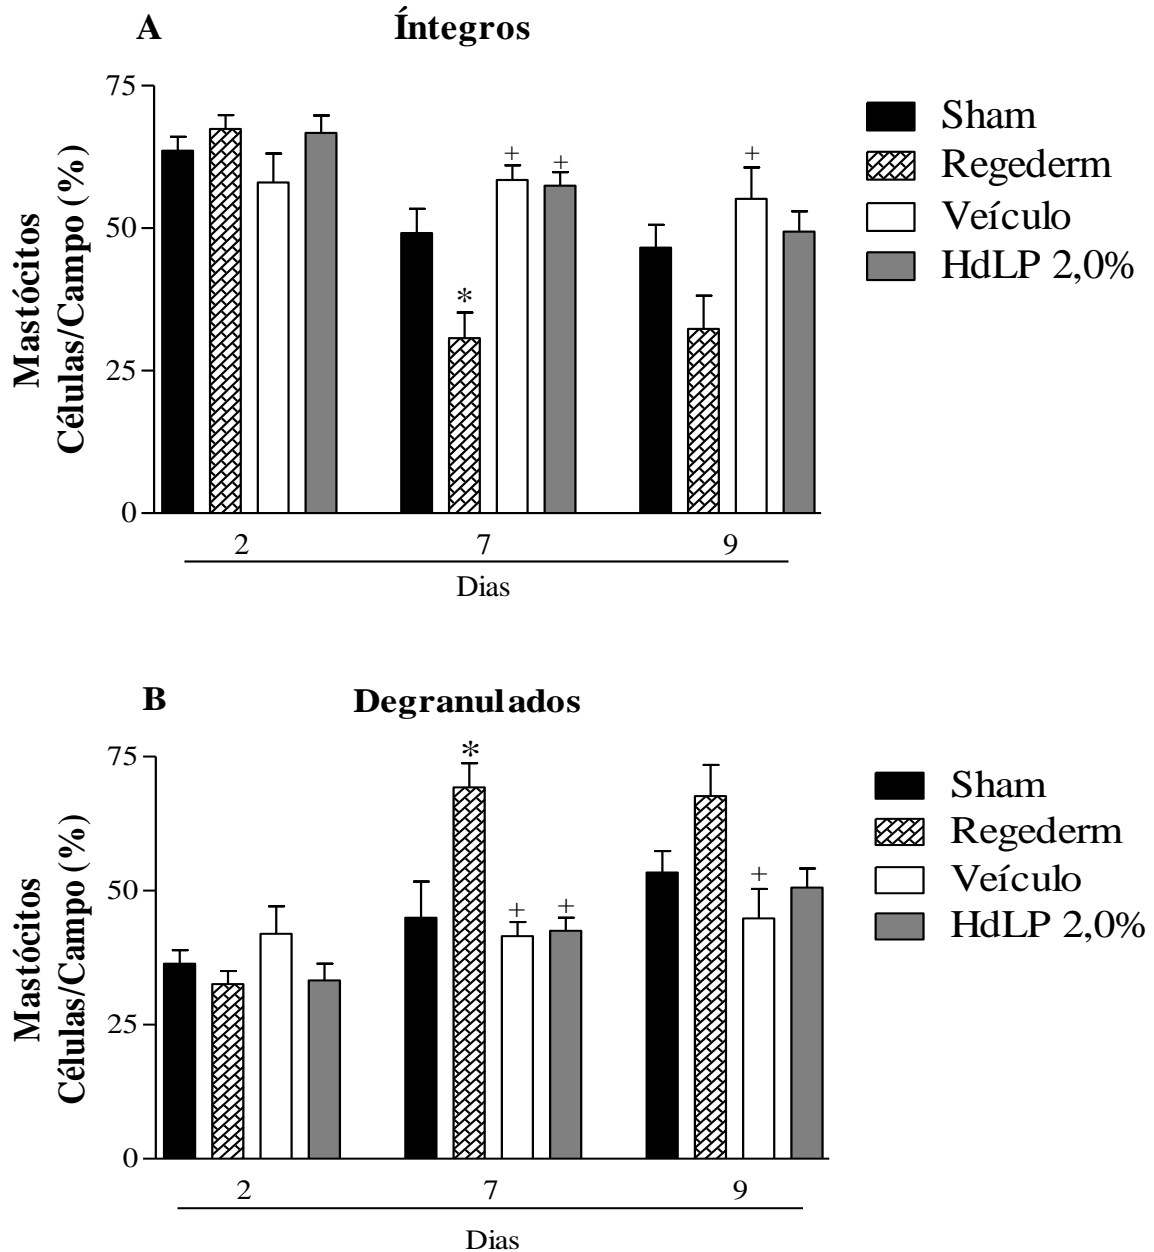 A Íntegros
75
50
25
0
Mastócitos
Células/Campo (%)
+ + +
*
2 7 9
Dias
Sham
Regederm
Veículo
HdLP 2,0%
B Degranulados
75
50
25
0
Mastócitos
Células/Campo (%)
*
+ + +
2 7 9
Dias
Sham
Regederm
Veículo
HdLP 2,0%